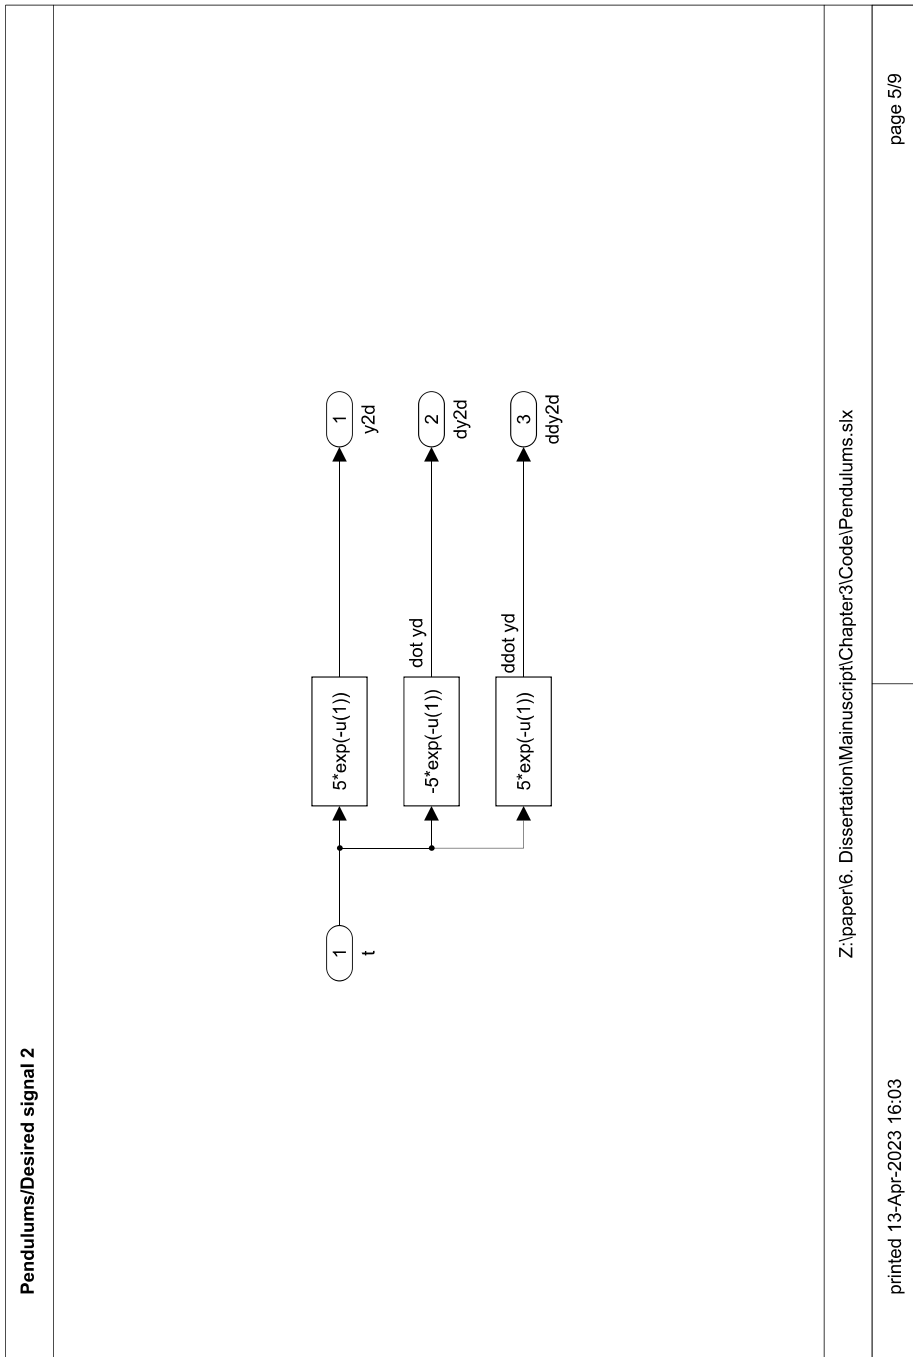 Pendulums/Desired signal 2
1
t
5*exp(-u(1))
1
y2d
-5*exp(-u(1))
dot yd
2
dy2d
5*exp(-u(1))
ddot yd
3
ddy2d
Z:\paper\6. Dissertation\Mainuscript\Chapter3\Code\Pendulums.slx
printed 13-Apr-2023 16:03
page 5/9